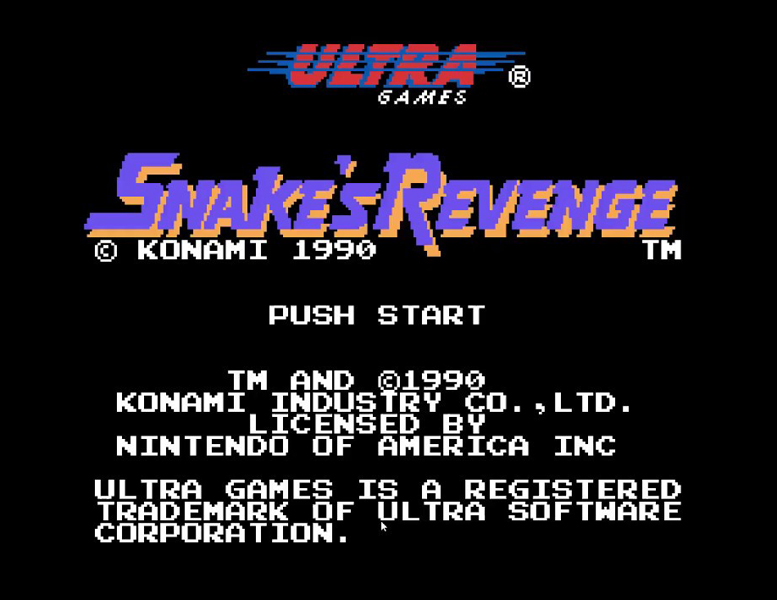 ULTRA ®
GAMES
SNAKE'S REVENGE
© KONAMI 1990 TM
PUSH START
TM AND ©1990
KONAMI INDUSTRY CO.,LTD.
LICENSED BY
NINTENDO OF AMERICA INC
ULTRA GAMES IS A REGISTERED
TRADEMARK OF ULTRA SOFTWARE
CORPORATION.